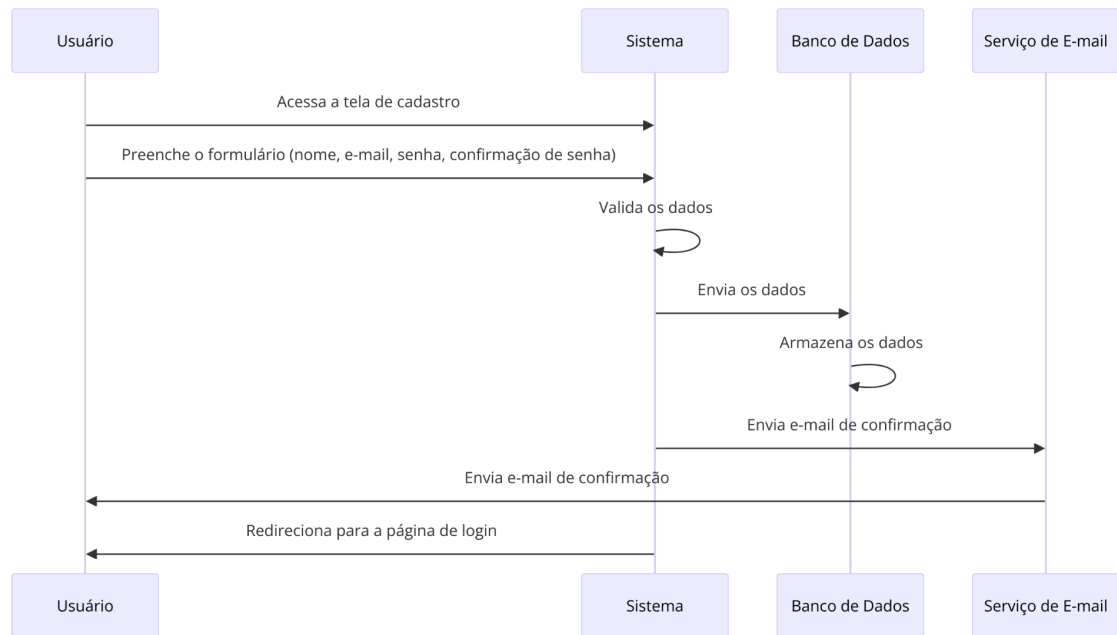 Usuário
Sistema
Banco de Dados
Serviço de E-mail
Acessa a tela de cadastro
Preenche o formulário (nome, e-mail, senha, confirmação de senha)
Valida os dados
Envia os dados
Armazena os dados
Envia e-mail de confirmação
Envia e-mail de confirmação
Redireciona para a página de login
Usuário
Sistema
Banco de Dados
Serviço de E-mail